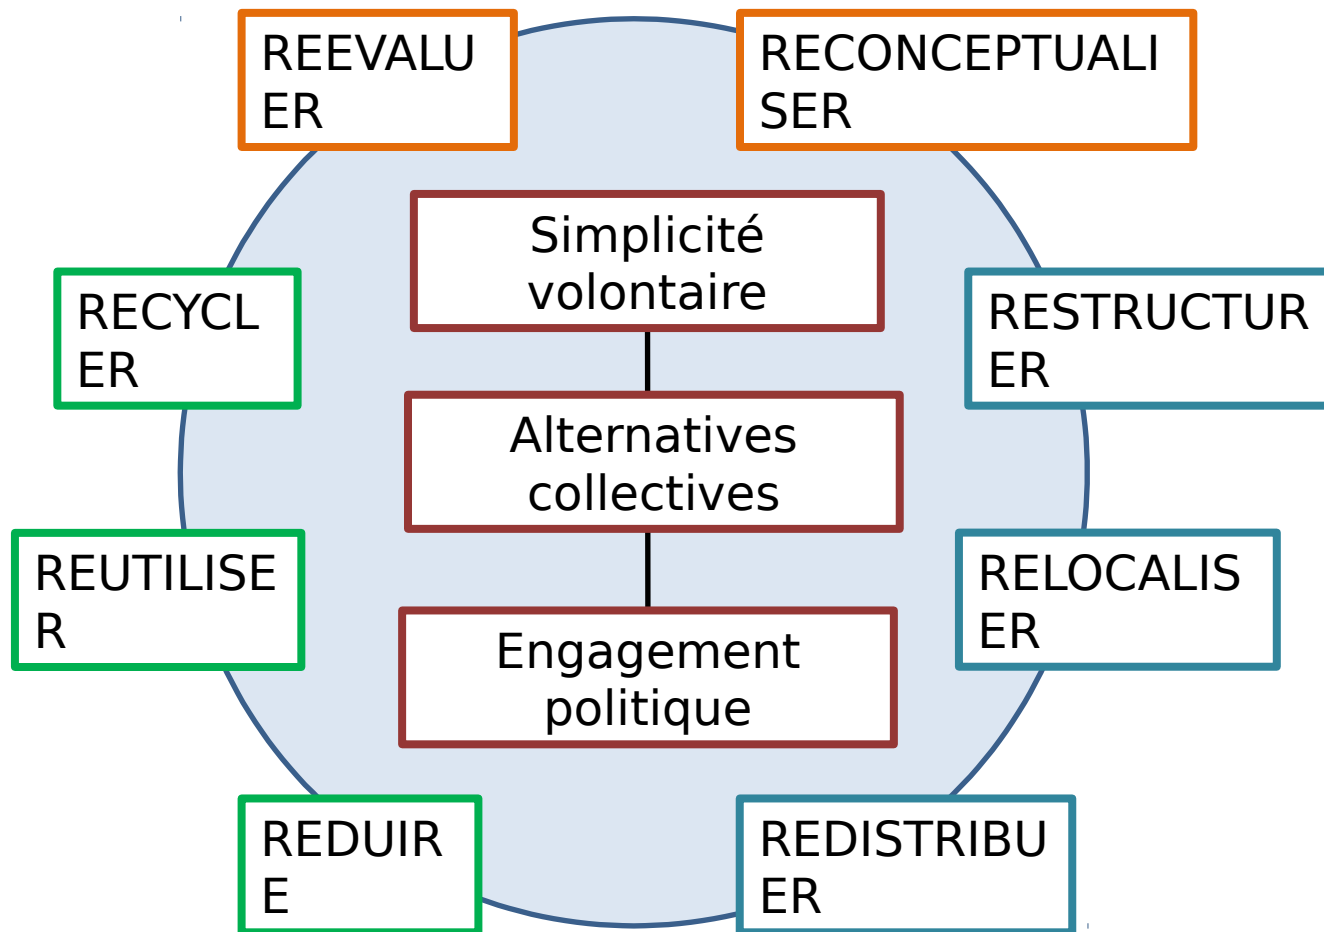 REEVALU
ER
RECONCEPTUALI
SER
Simplicité
volontaire
RECYCL
ER
RESTRUCTUR
ER
Alternatives
collectives
REUTILISE
R
RELOCALIS
ER
Engagement
politique
REDUIR
E
REDISTRIBU
ER